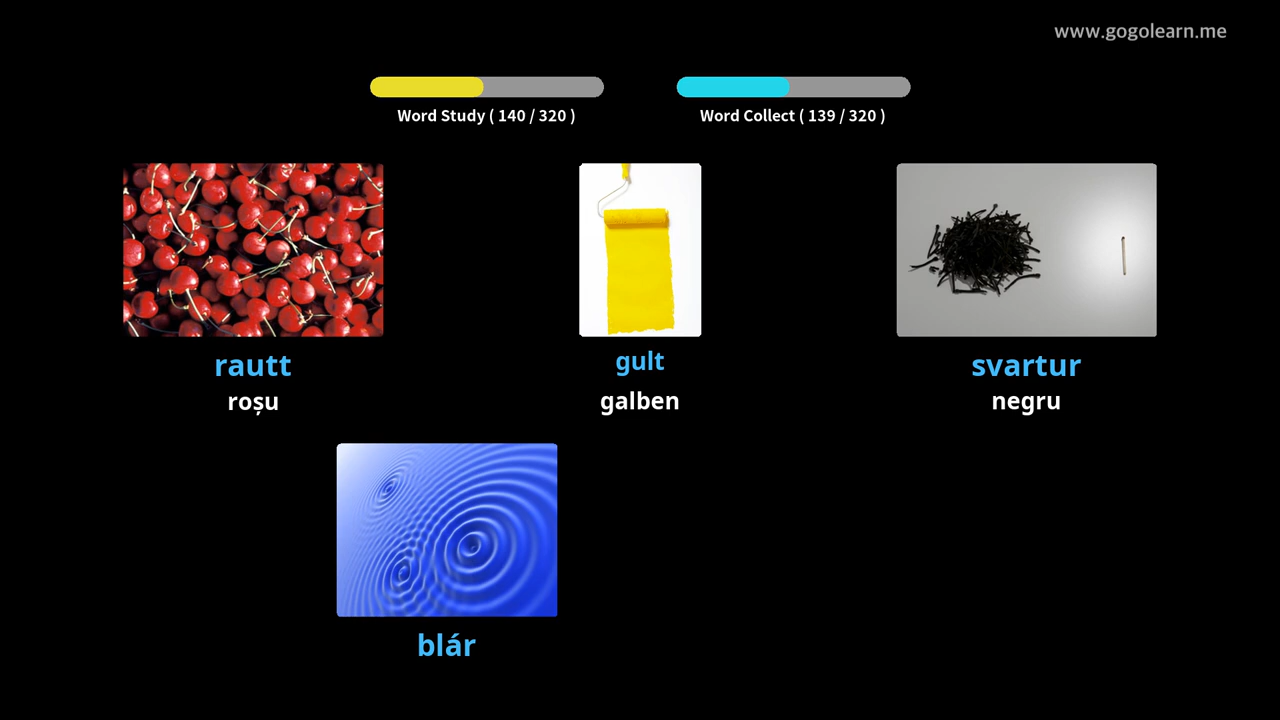 www.gogolearn.me
Word Study ( 140 / 320 )
Word Collect ( 139 / 320 )
rautt
roșu
gult
galben
svartur
negru
blár